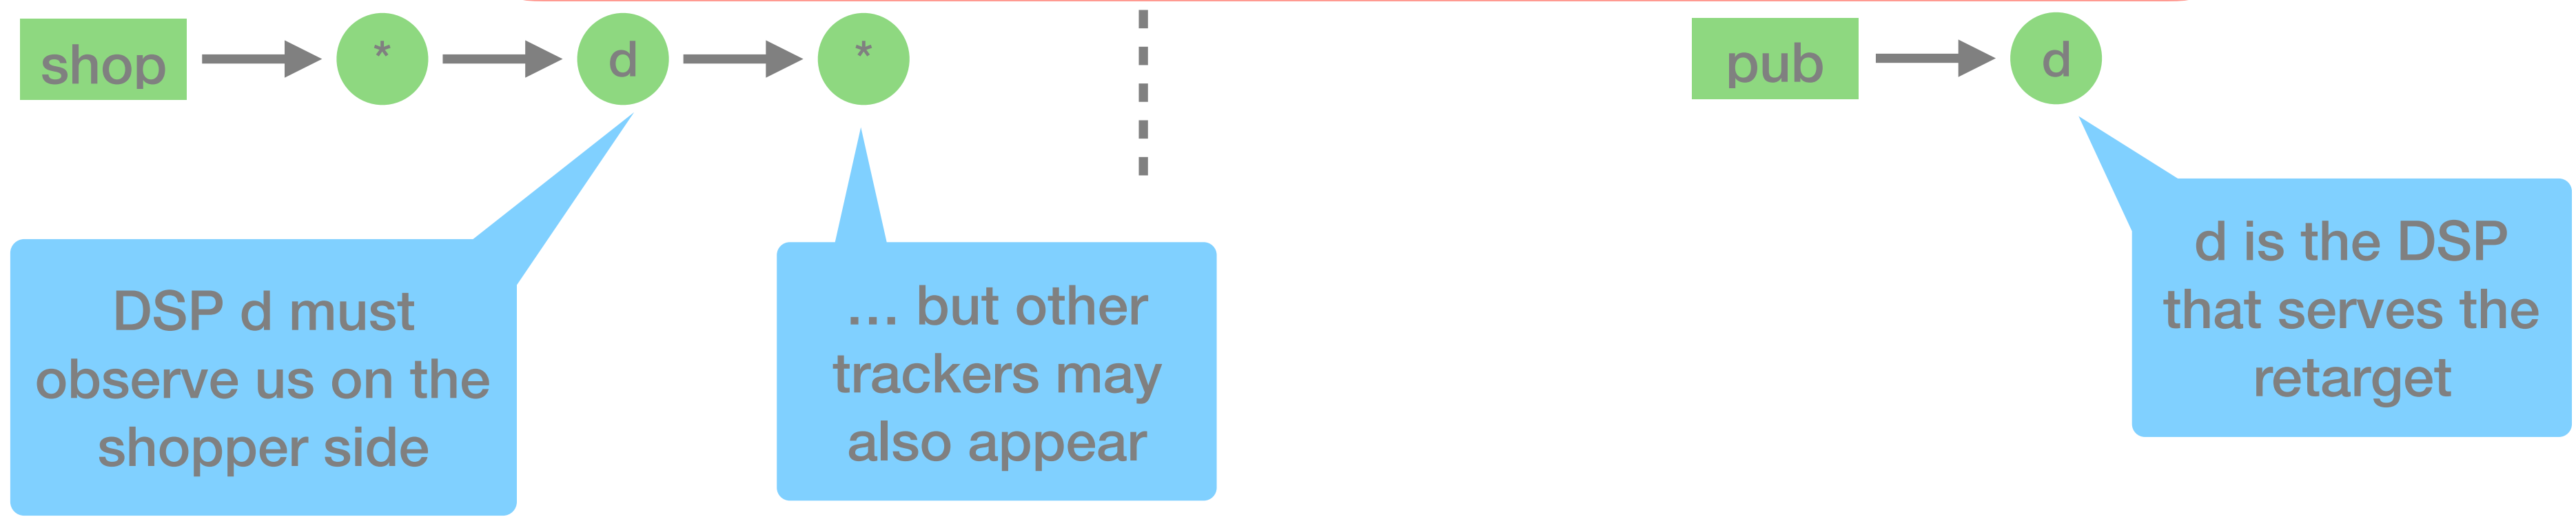 shop * d * pub d
DSP d must
observe us on the
shopper side
… but other
trackers may
also appear
d is the DSP
that serves the
retarget